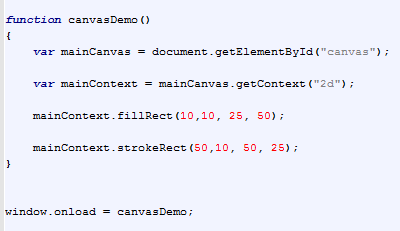 function canvasDemo()
{
    var mainCanvas = document.getElementById("canvas");
    var mainContext = mainCanvas.getContext("2d");
    mainContext.fillRect(10,10, 25, 50);
    mainContext.strokeRect(50,10, 50, 25);
}
window.onload = canvasDemo;